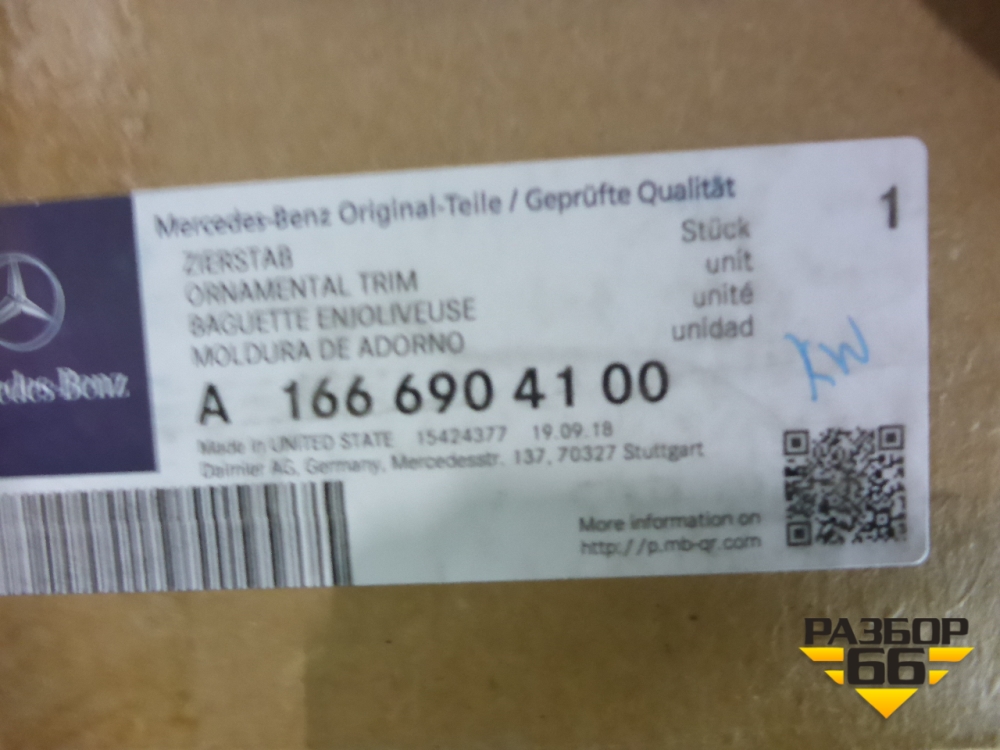 Mercedes-Benz Original-Teile / Geprüfte Qualität
1
ZIERSTAB
Stück
ORNAMENTAL TRIM
unit
BAGUETTE ENJOLIVEUSE
unité
MOLDURA DE ADORNO
unidad
A 166 690 41 00
Made in UNITED STATE 15424377 19.09.18
Daimler AG, Germany, Mercedesstr. 137, 70327 Stuttgart
More information on
http://p.mb-qr.com
edes-Benz
РАЗБОР
66